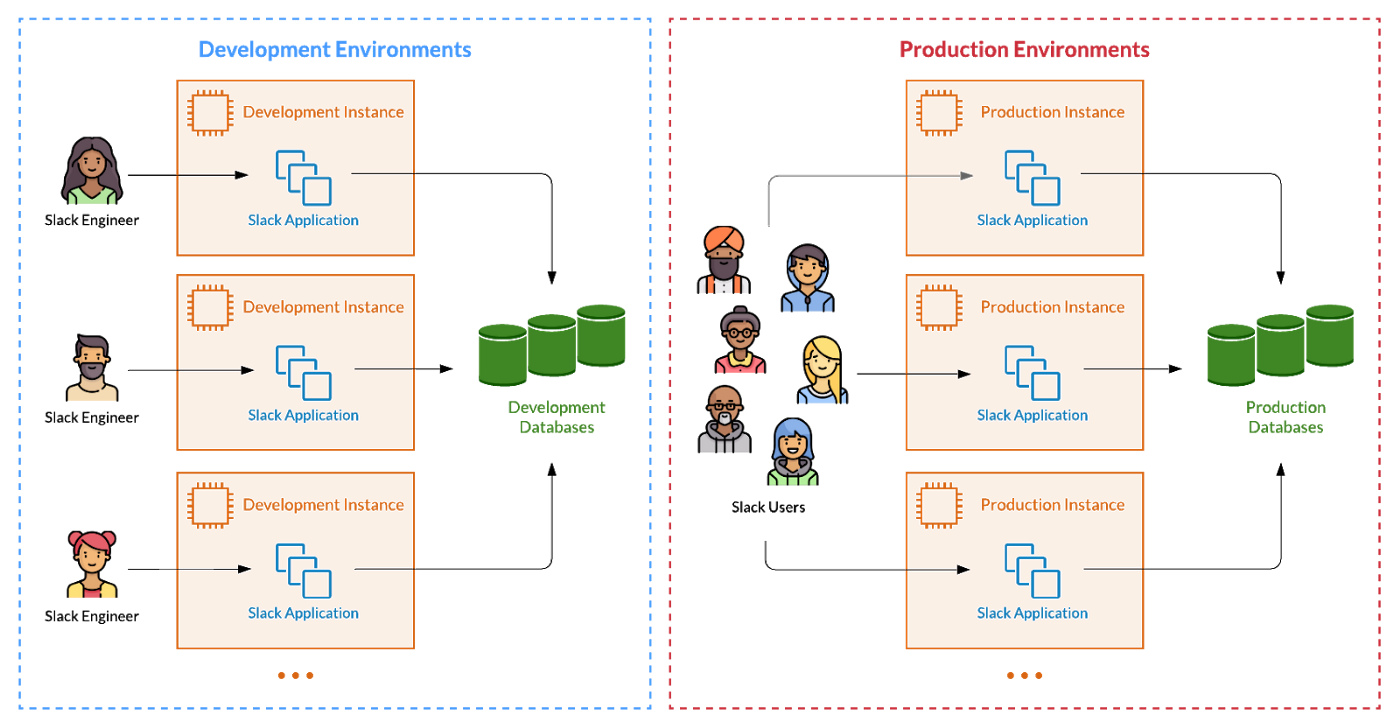 Development Environments
Development Instance
Slack Application
Slack Engineer
Development Instance
Slack Application
Slack Engineer
Development Instance
Slack Application
Slack Engineer
Development
Databases
Production Environments
Production Instance
Slack Application
Production Instance
Slack Application
Production Instance
Slack Application
Slack Users
Production
Databases